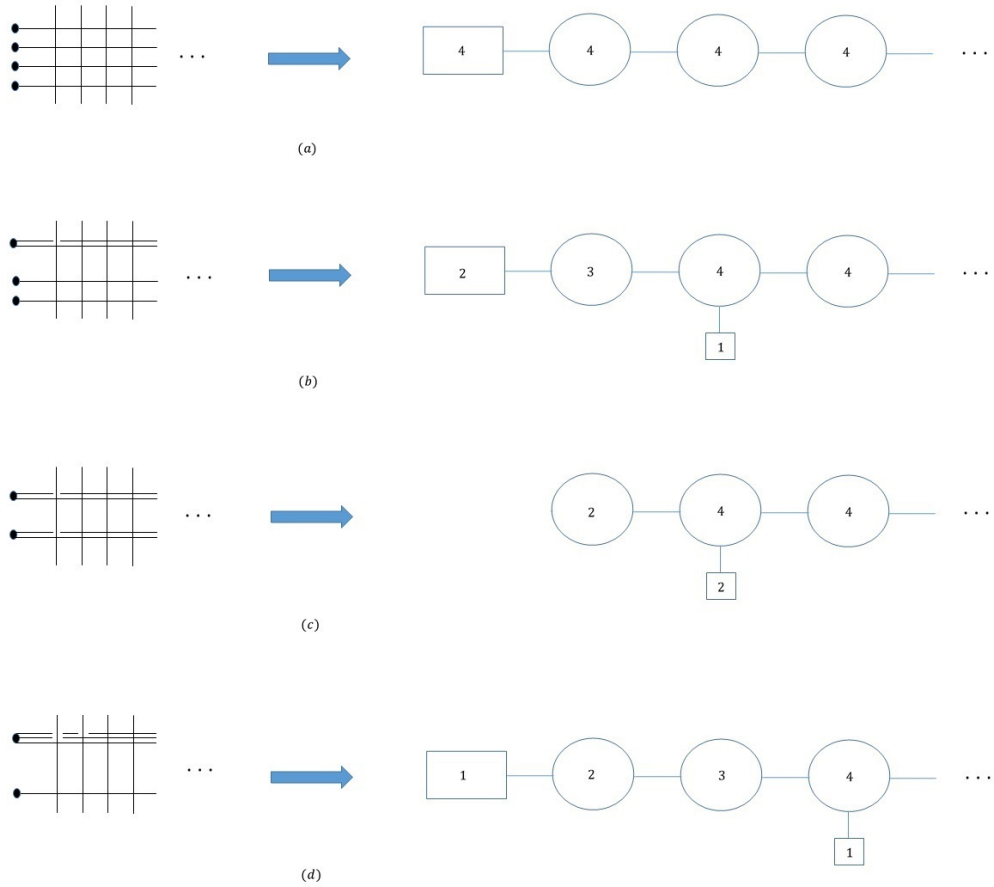 . . . 4 4 4 4 . . .
(a)
. . . 2 3 4 4 . . .
1
(b)
. . . 2 4 4 . . .
2
(c)
. . . 1 2 3 4 . . .
1
(d)